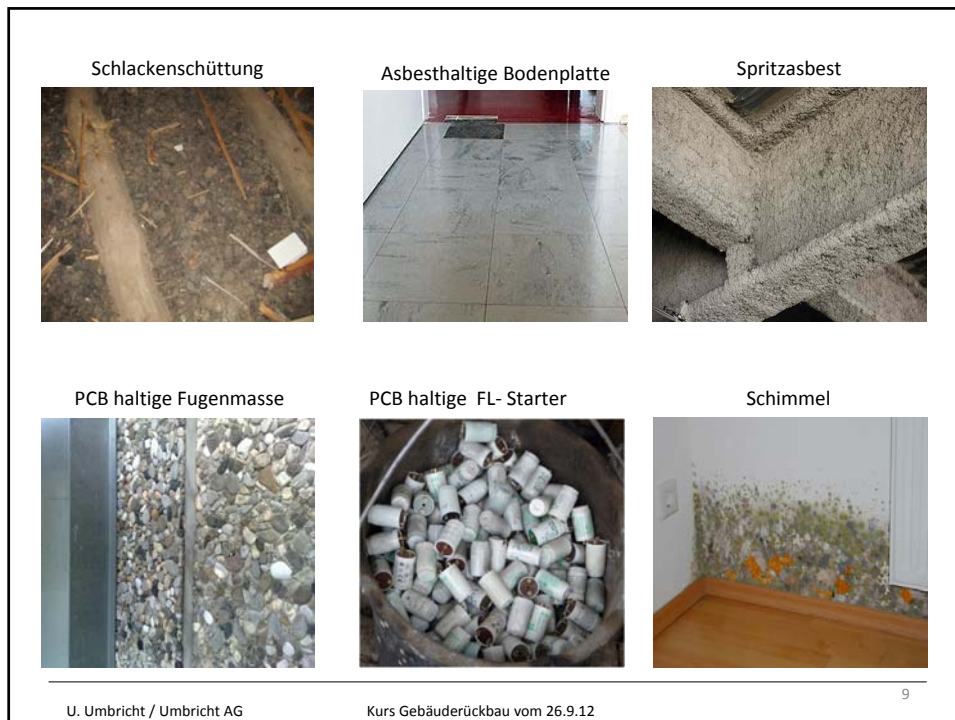 Schlackenschüttung
Asbesthaltige Bodenplatte
Spritzasbest
PCB haltige Fugenmasse
PCB haltige  FL- Starter
Schimmel
U. Umbricht / Umbricht AG
Kurs Gebäuderückbau vom 26.9.12
9